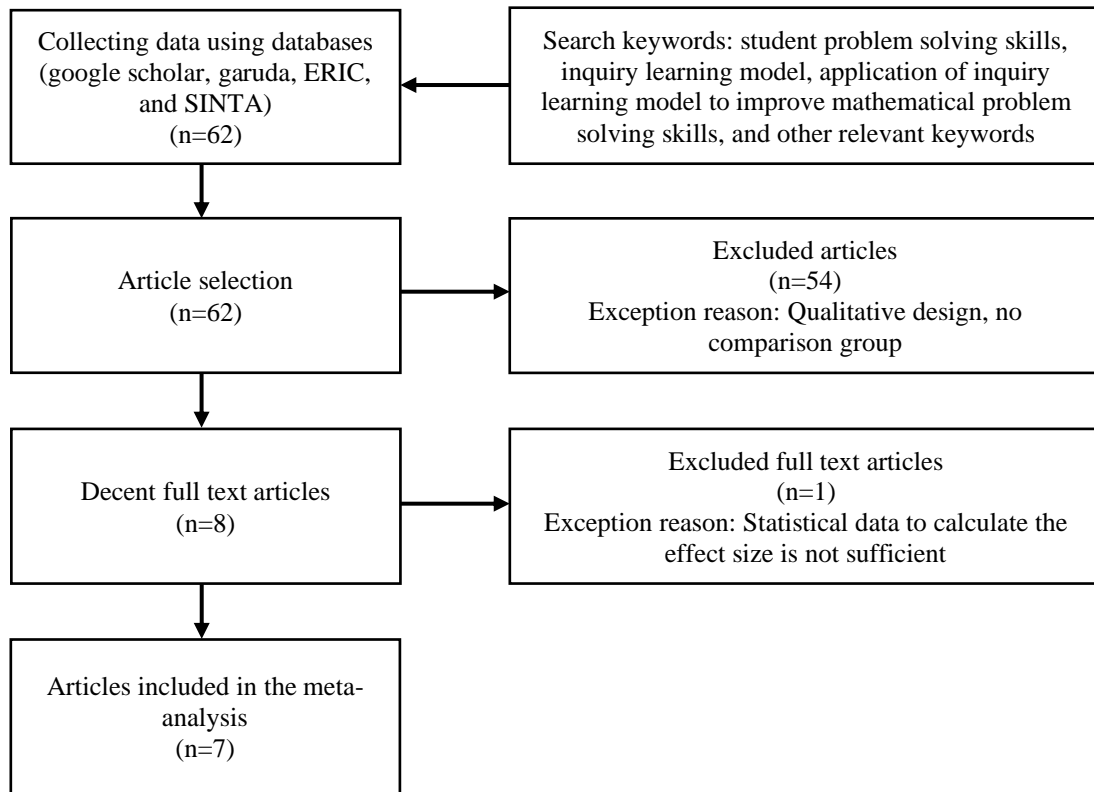 Collecting data using databases
(google scholar, garuda, ERIC,
and SINTA)
(n=62)
Search keywords: student problem solving skills,
inquiry learning model, application of inquiry
learning model to improve mathematical problem
solving skills, and other relevant keywords
Article selection
(n=62)
Excluded articles
(n=54)
Exception reason: Qualitative design, no
comparison group
Decent full text articles
(n=8)
Excluded full text articles
(n=1)
Exception reason: Statistical data to calculate the
effect size is not sufficient
Articles included in the meta-
analysis
(n=7)